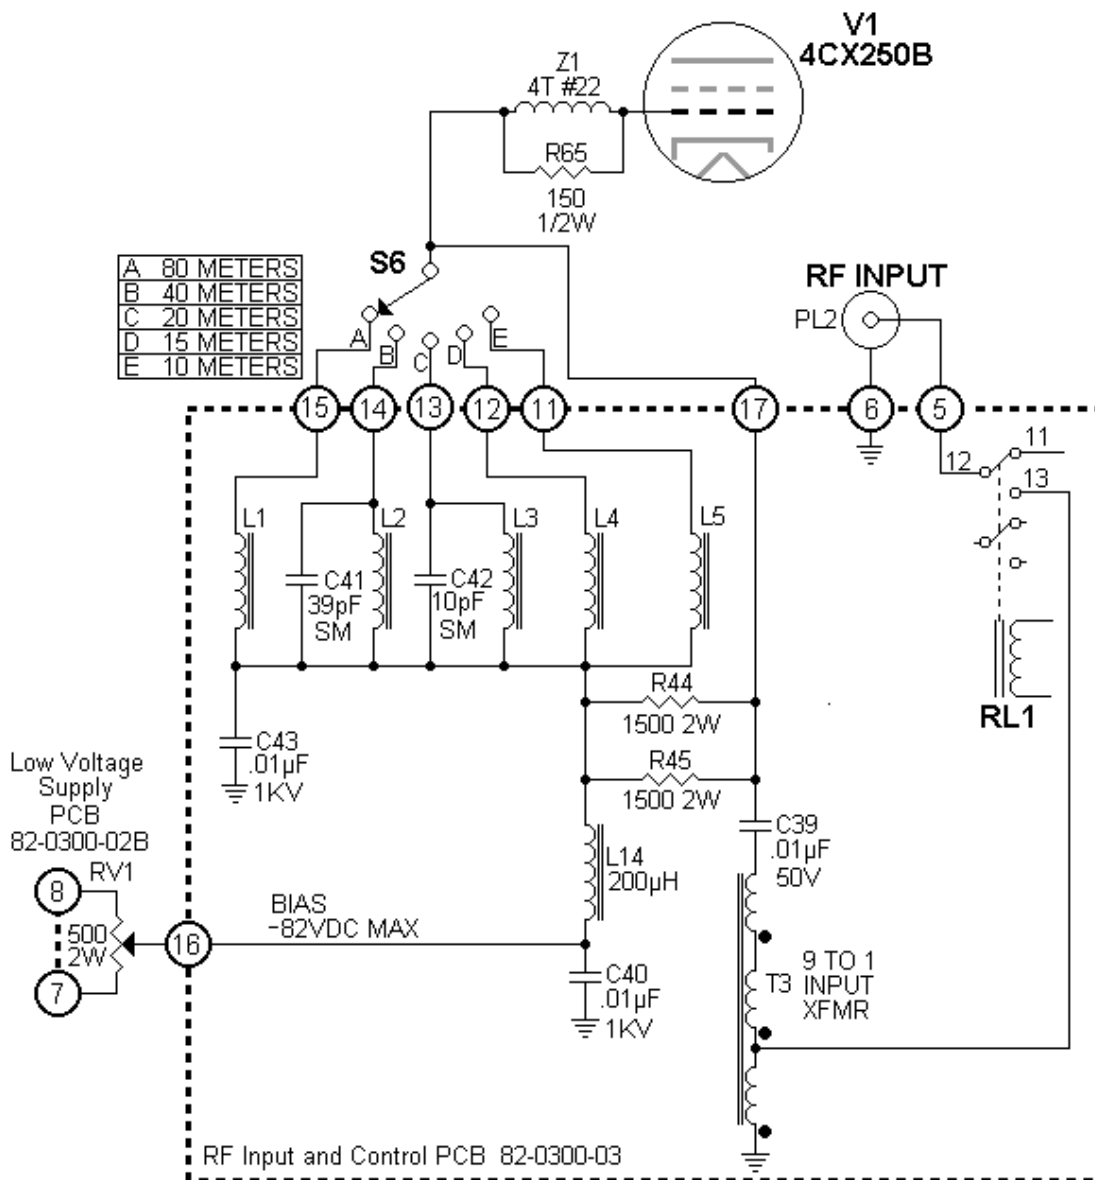 V1
4CX250B
Z1
4T #22
R65
150
1/2W
S6
A 80 METERS
B 40 METERS
C 20 METERS
D 15 METERS
E 10 METERS
RF INPUT
PL2
A
B
C
D
E
15
14
13
12
11
17
6
5
12
11
13
L1
L2
L3
L4
L5
C41
39pF
SM
C42
10pF
SM
R44
1500 2W
RL1
C43
.01µF
1KV
R45
1500 2W
Low Voltage
Supply
PCB
82-0300-02B
RV1
8
500
2W
7
16
BIAS
-82VDC MAX
L14
200µH
C39
.01µF
50V
C40
.01µF
1KV
T3
9 TO 1
INPUT
XFMR
RF Input and Control PCB 82-0300-03